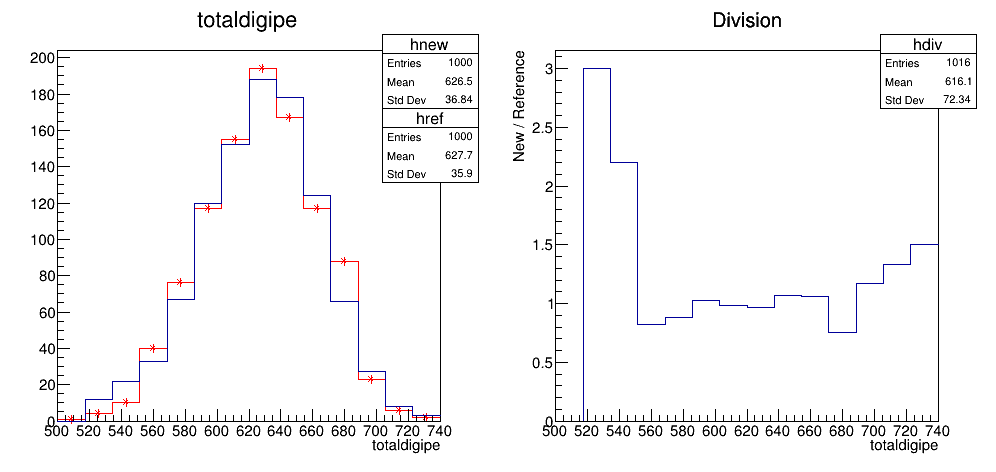 totaldigipe
hnew
Entries 1000
Mean 626.5
Std Dev 36.84
href
Entries 1000
Mean 627.7
Std Dev 35.9
200
180
160
140
120
100
80
60
40
20
0
500 520 540 560 580 600 620 640 660 680 700 720 740
totaldigipe
Division
hdiv
Entries 1016
Mean 616.1
Std Dev 72.34
New / Reference
3
2.5
2
1.5
1
0.5
0
500 520 540 560 580 600 620 640 660 680 700 720 740
totaldigipe